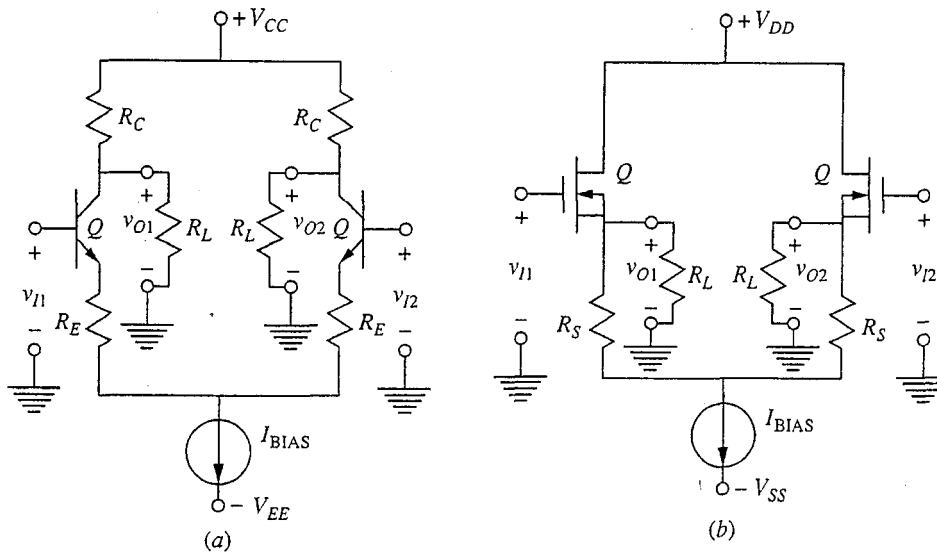 + V_CC
R_C
R_C
Q
+
v_O1
−
R_L
R_L
+
v_O2
−
Q
+
v_I1
−
+
v_I2
−
R_E
R_E
I_BIAS
− V_EE
(a)
+ V_DD
Q
Q
+
v_I1
−
+
v_O1
−
R_L
R_L
+
v_O2
−
+
v_I2
−
R_S
R_S
I_BIAS
− V_SS
(b)